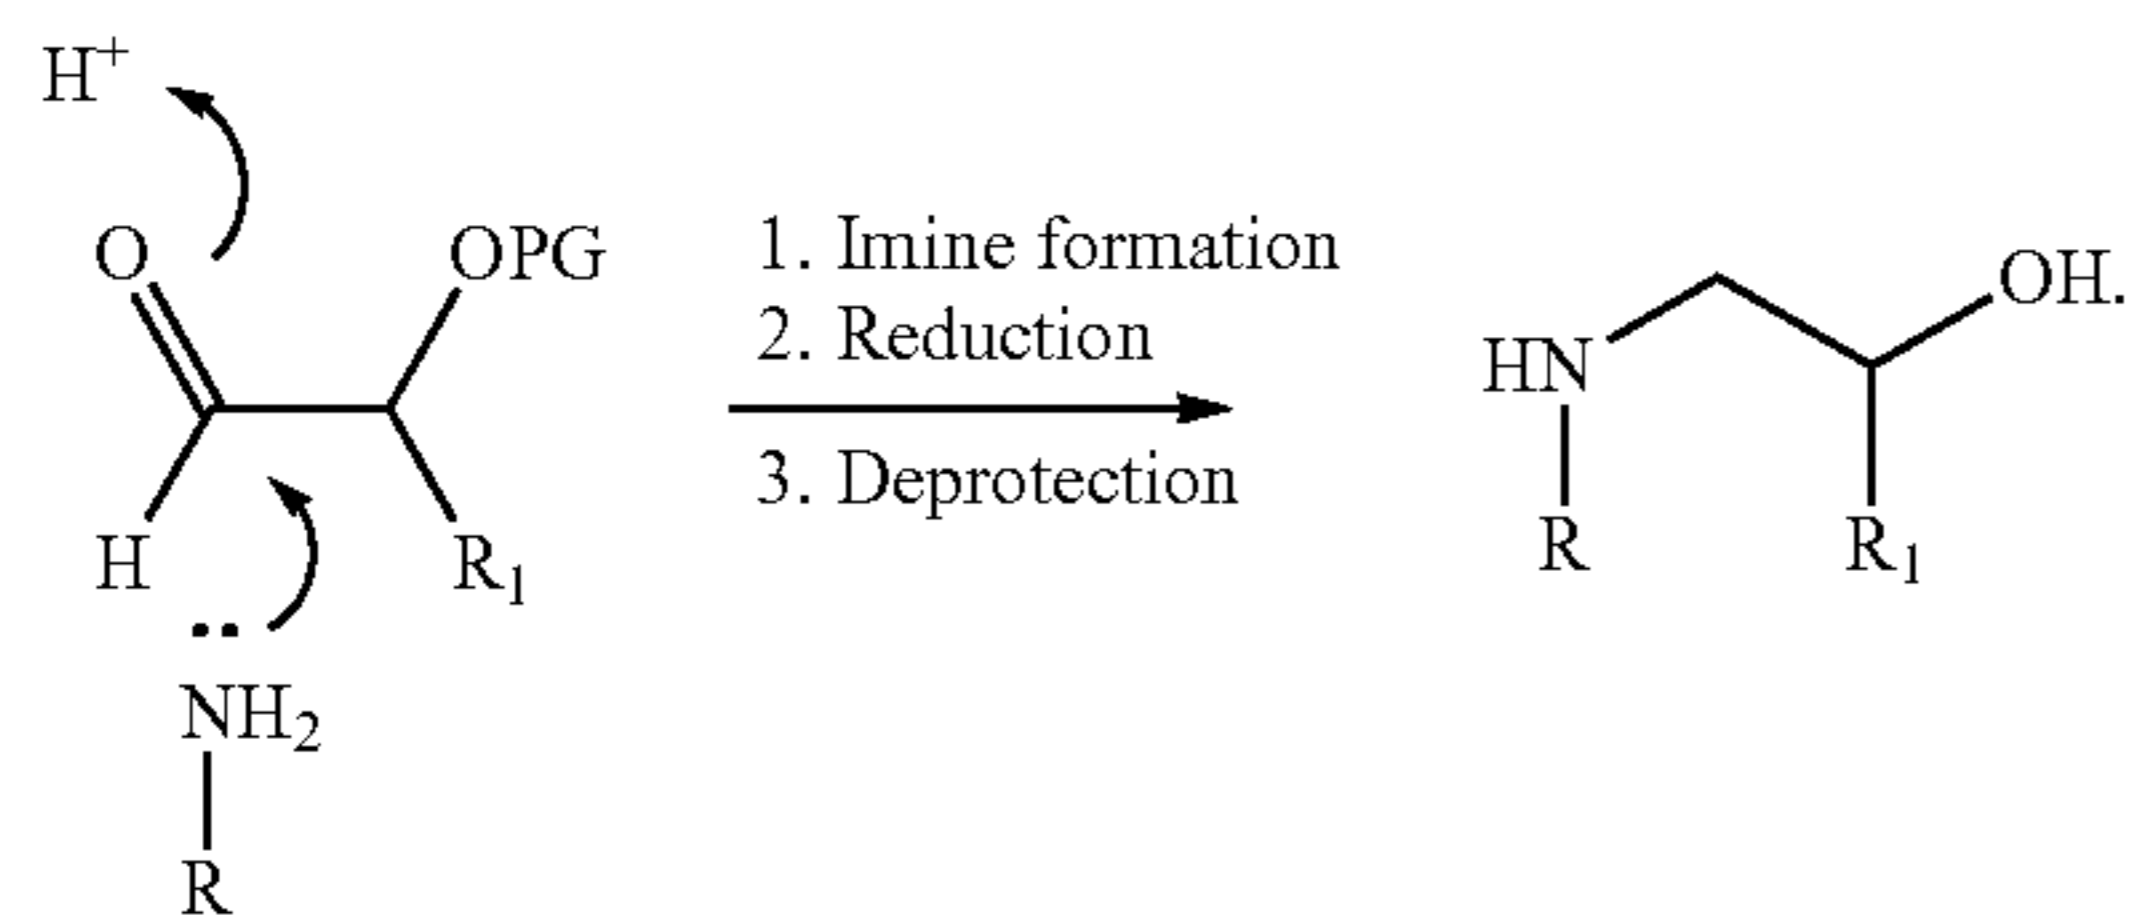 H+
O
OPG
H
R1
NH2
R
1. Imine formation
2. Reduction
3. Deprotection
HN
OH.
R
R1